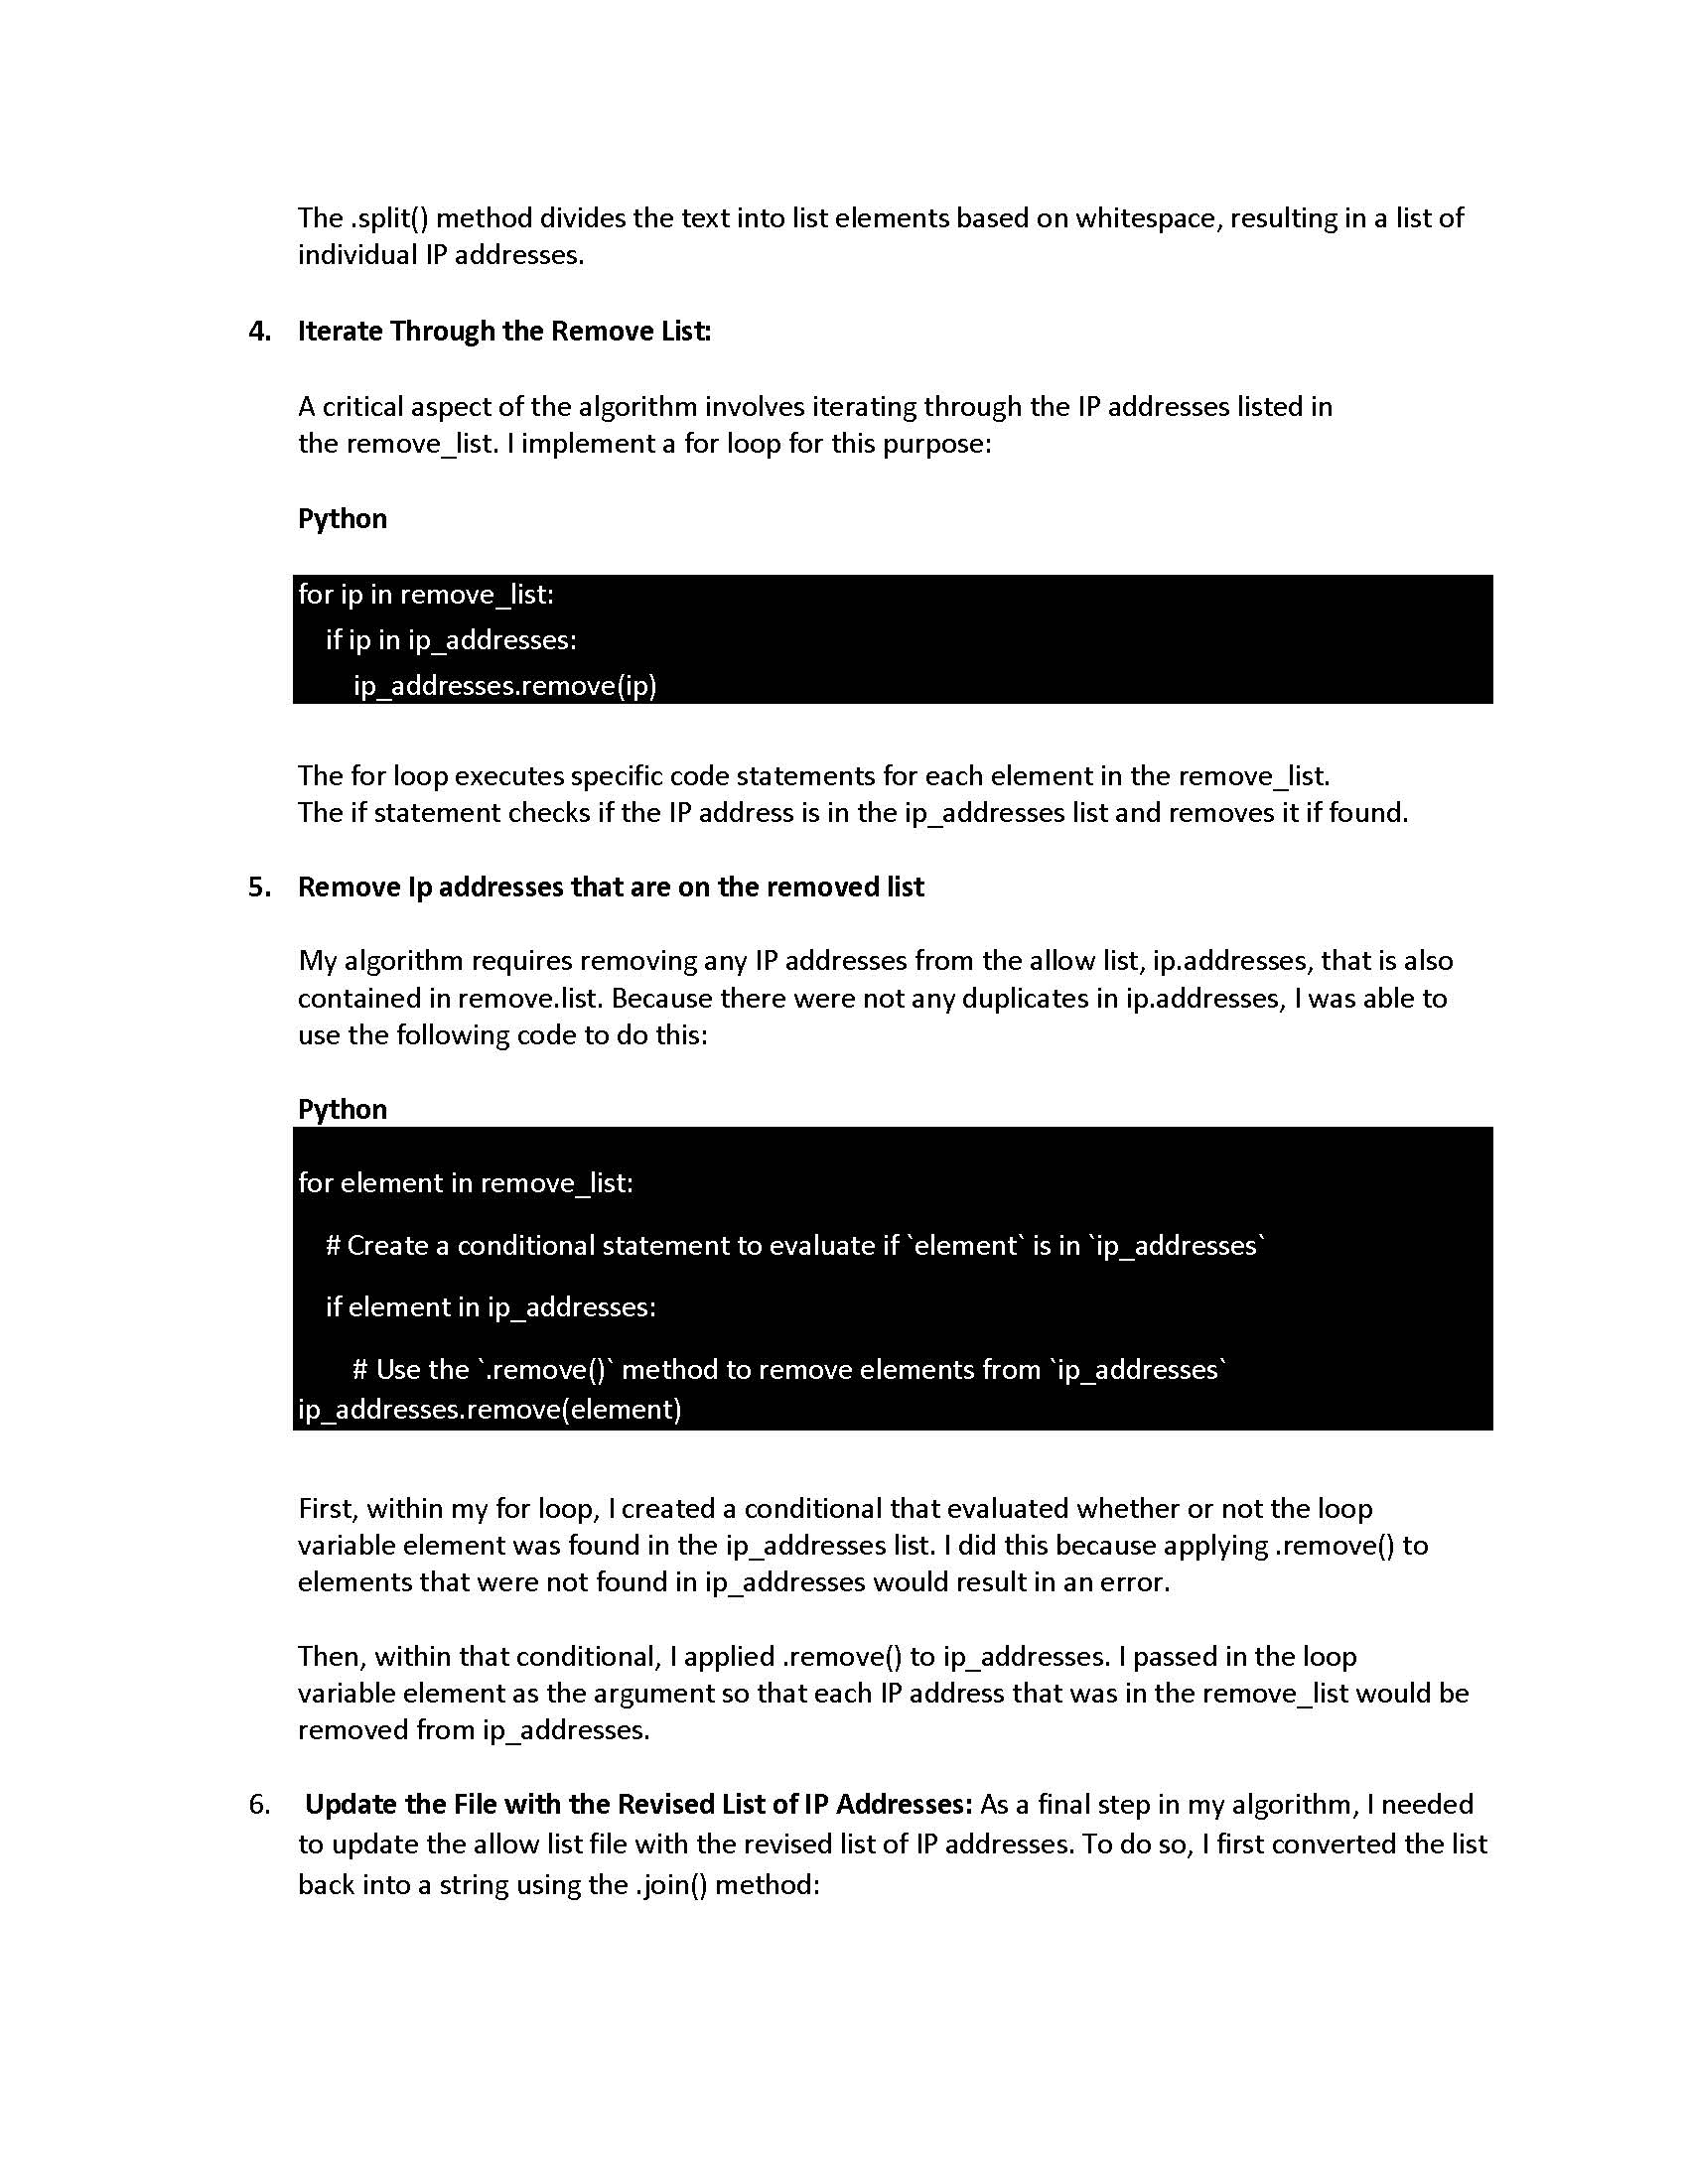 The .split() method divides the text into list elements based on whitespace, resulting in a list of
individual IP addresses.
4. Iterate Through the Remove List:
A critical aspect of the algorithm involves iterating through the IP addresses listed in
the remove_list. I implement a for loop for this purpose:
Python
for ip in remove_list:
    if ip in ip_addresses:
        ip_addresses.remove(ip)
The for loop executes specific code statements for each element in the remove_list.
The if statement checks if the IP address is in the ip_addresses list and removes it if found.
5. Remove Ip addresses that are on the removed list
My algorithm requires removing any IP addresses from the allow list, ip.addresses, that is also
contained in remove.list. Because there were not any duplicates in ip.addresses, I was able to
use the following code to do this:
Python
for element in remove_list:
    # Create a conditional statement to evaluate if `element` is in `ip_addresses`
    if element in ip_addresses:
        # Use the `.remove()` method to remove elements from `ip_addresses`
ip_addresses.remove(element)
First, within my for loop, I created a conditional that evaluated whether or not the loop
variable element was found in the ip_addresses list. I did this because applying .remove() to
elements that were not found in ip_addresses would result in an error.
Then, within that conditional, I applied .remove() to ip_addresses. I passed in the loop
variable element as the argument so that each IP address that was in the remove_list would be
removed from ip_addresses.
6. Update the File with the Revised List of IP Addresses: As a final step in my algorithm, I needed
to update the allow list file with the revised list of IP addresses. To do so, I first converted the list
back into a string using the .join() method: